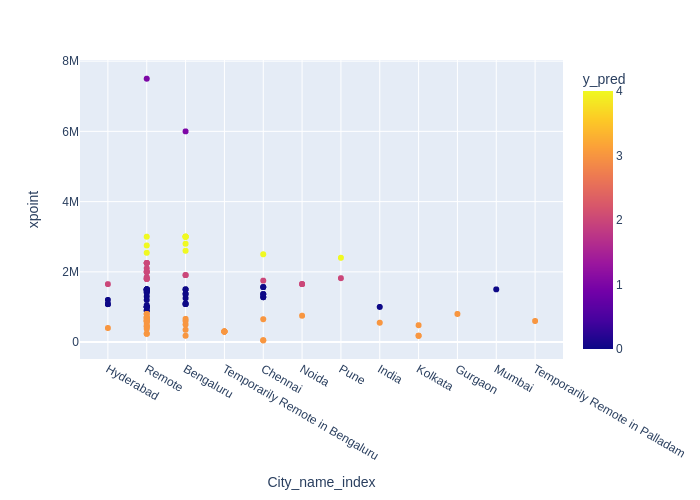 8M
6M
4M
2M
0
xpoint
Hyderabad
Remote
Bengaluru
Temporarily Remote in Bengaluru
Chennai
Noida
Pune
India
Kolkata
Gurgaon
Mumbai
Temporarily Remote in Palladam
City_name_index
y_pred
4
3
2
1
0